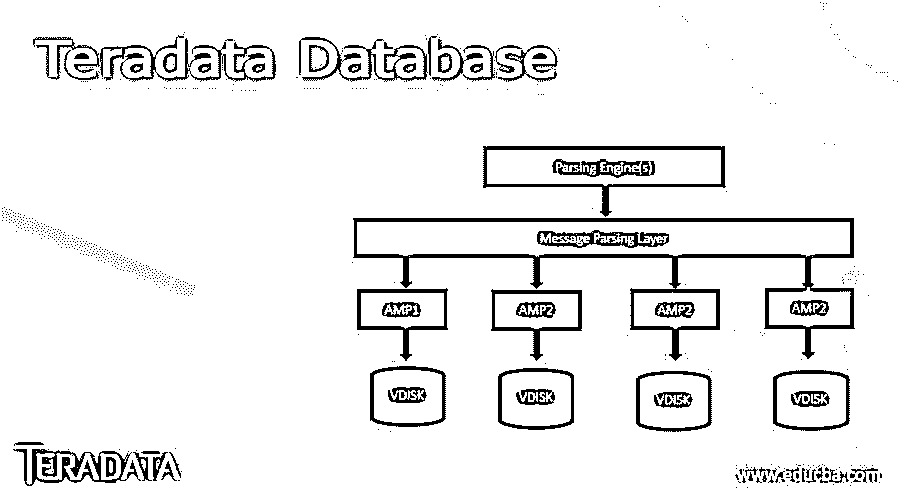 Teradata Database
Parsing Engine(s)
Message Parsing Layer
AMP1 AMP2 AMP2 AMP2
VDISK VDISK VDISK VDISK
TERADATA
www.educba.com